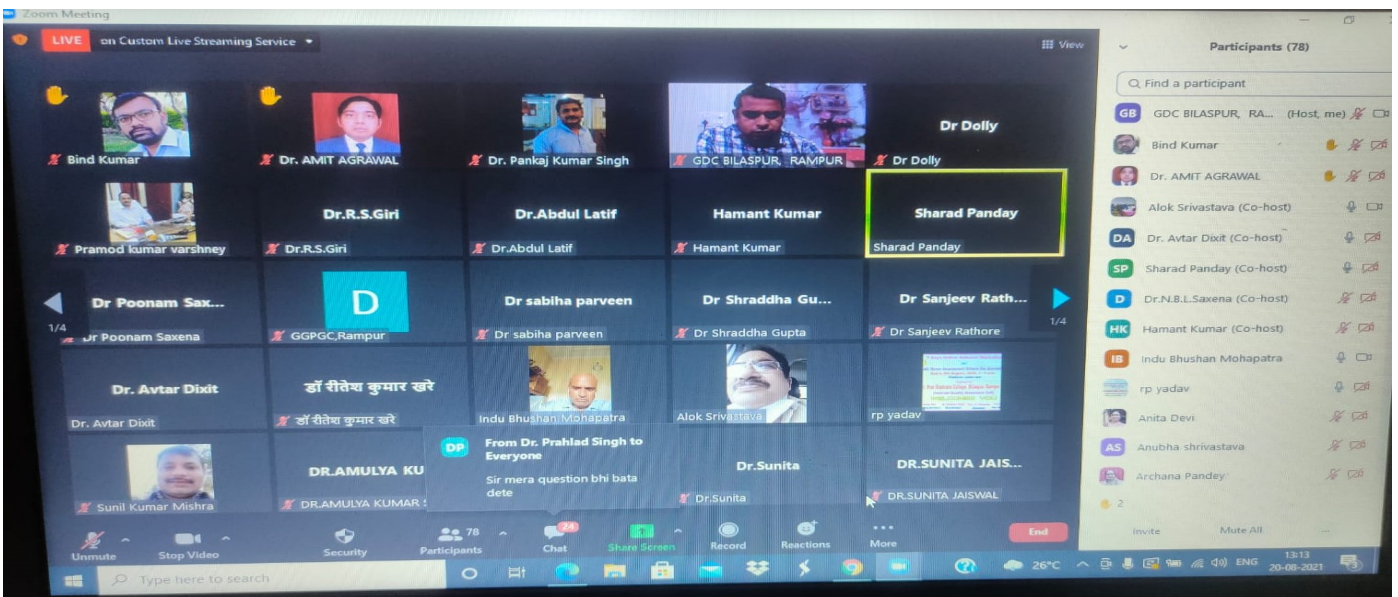 Zoom Meeting
LIVE on Custom Live Streaming Service
View
Bind Kumar
Dr. AMIT AGRAWAL
Dr. Pankaj Kumar Singh
GDC BILASPUR, RAMPUR
Dr Dolly
Dr Dolly
Pramod kumar varshney
Dr.R.S.Giri
Dr.R.S.Giri
Dr.Abdul Latif
Dr.Abdul Latif
Hamant Kumar
Hamant Kumar
Sharad Panday
Sharad Panday
1/4
Dr Poonam Sax...
Dr Poonam Saxena
D
GGPGC,Rampur
Dr sabiha parveen
Dr sabiha parveen
Dr Shraddha Gu...
Dr Shraddha Gupta
Dr Sanjeev Rath...
Dr Sanjeev Rathore
1/4
Dr. Avtar Dixit
Dr. Avtar Dixit
डॉ रीतेश कुमार खरे
डॉ रीतेश कुमार खरे
Indu Bhushan Mohapatra
Alok Srivastava
rp yadav
Sunil Kumar Mishra
DR.AMULYA KU
DR.AMULYA KUMAR
DP
From Dr. Prahlad Singh to
Everyone
Sir mera question bhi bata
dete
Dr.Sunita
Dr.Sunita
DR.SUNITA JAIS...
DR.SUNITA JAISWAL
Unmute
Stop Video
Security
78
Participants
24
Chat
Share Screen
Record
Reactions
More
End
Participants (78)
Find a participant
GB GDC BILASPUR, RA... (Host, me)
Bind Kumar
Dr. AMIT AGRAWAL
Alok Srivastava (Co-host)
DA Dr. Avtar Dixit (Co-host)
SP Sharad Panday (Co-host)
D Dr.N.B.L.Saxena (Co-host)
HK Hamant Kumar (Co-host)
IB Indu Bhushan Mohapatra
rp yadav
Anita Devi
AS Anubha shrivastava
Archana Pandey
2
Invite
Mute All
Type here to search
26°C
ENG
13:13
20-08-2021